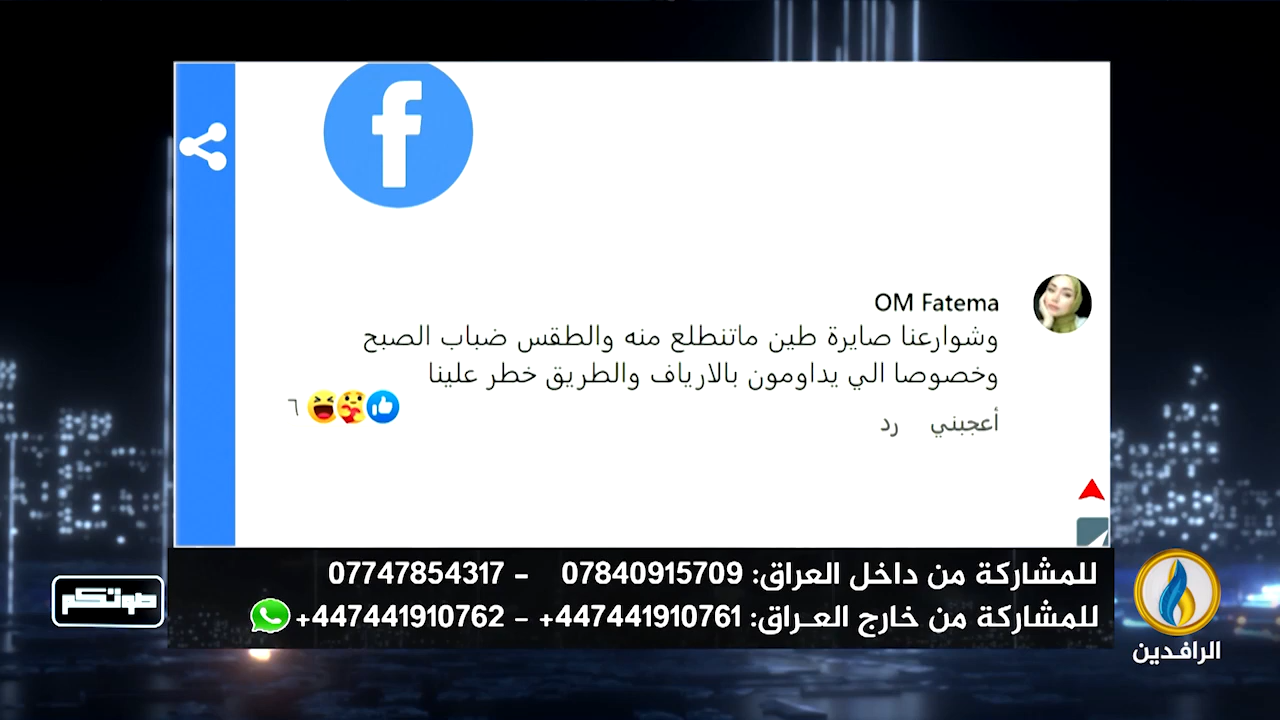 OM Fatema
وشوارعنا صايرة طين ماتنطلع منه والطقس ضباب الصبح
وخصوصا الي يداومون بالارياف والطريق خطر علينا
أعجبني رد
٦
للمشاركة من داخل العراق: 07840915709 - 07747854317
للمشاركة من خارج العـراق: 447441910761+ - 447441910762+
صوتكم
الرافدين